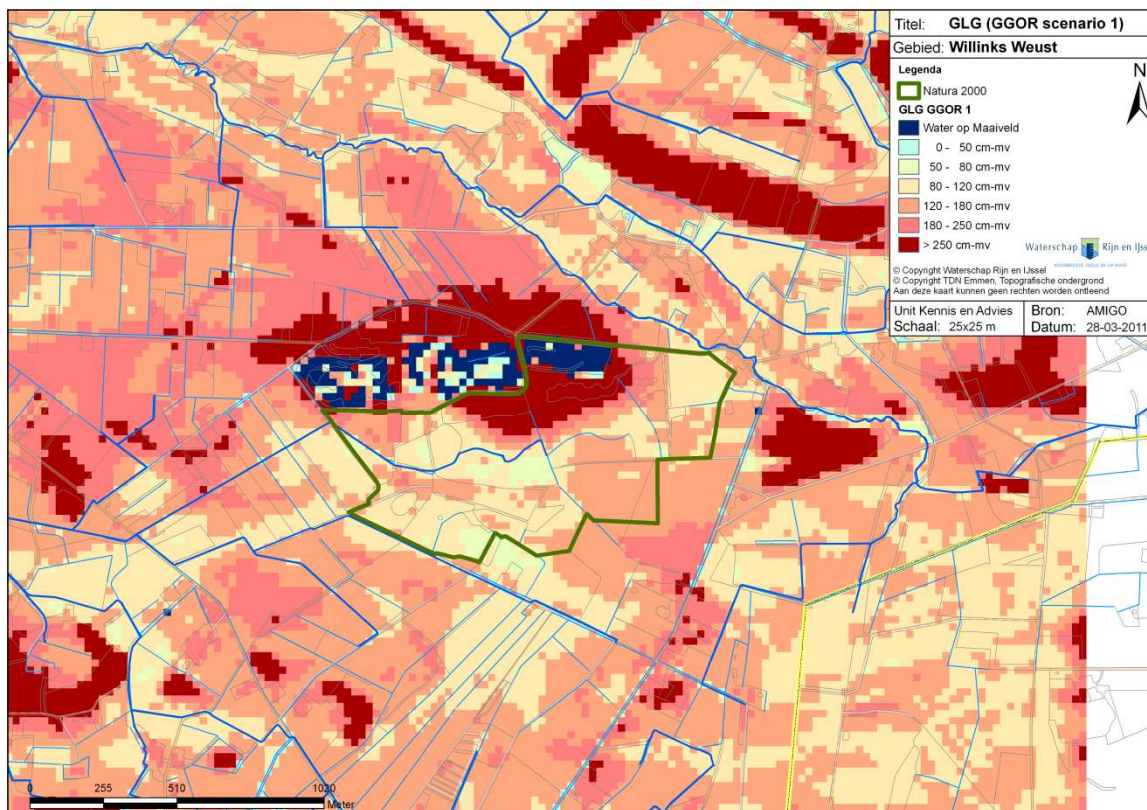 Titel: GLG (GGOR scenario 1)
Gebied: Willinks Weust
Legenda
Natura 2000
GLG GGOR 1
Water op Maaiveld
0 - 50 cm-mv
50 - 80 cm-mv
80 - 120 cm-mv
120 - 180 cm-mv
180 - 250 cm-mv
> 250 cm-mv
N
Waterschap Rijn en IJssel
© Copyright Waterschap Rijn en IJssel
© Copyright TDN Emmen, Topografische ondergrond
Aan deze kaart kunnen geen rechten worden ontleend
Unit Kennis en Advies
Schaal: 25x25 m
Bron: AMIGO
Datum: 28-03-2011
0 255 510 1020
Meter